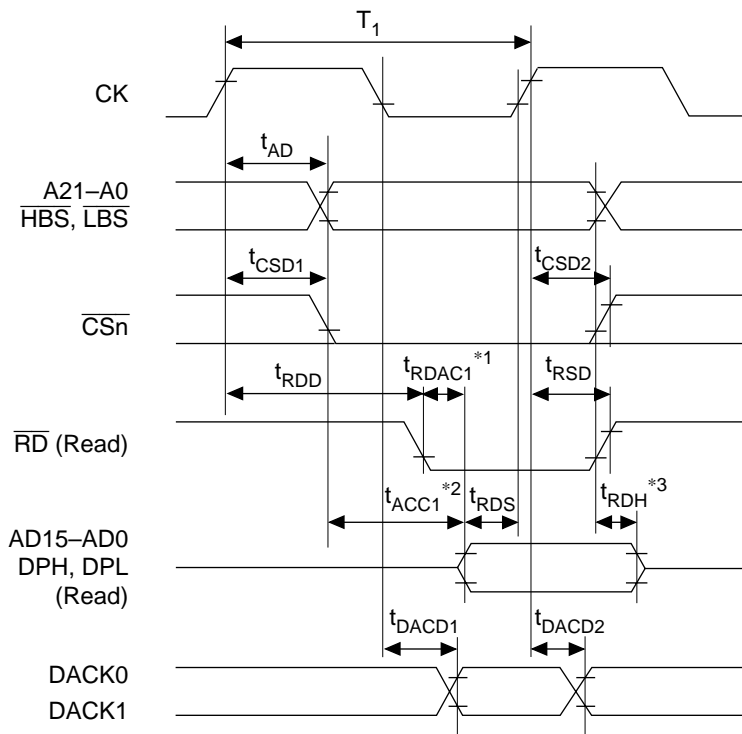 T1
CK
tAD
A21–A0
HBS, LBS
tCSD1
tCSD2
CSn
tRDD
tRDAC1*1
tRSD
RD (Read)
tACC1*2
tRDS
tRDH*3
AD15–AD0
DPH, DPL
(Read)
tDACD1
tDACD2
DACK0
DACK1